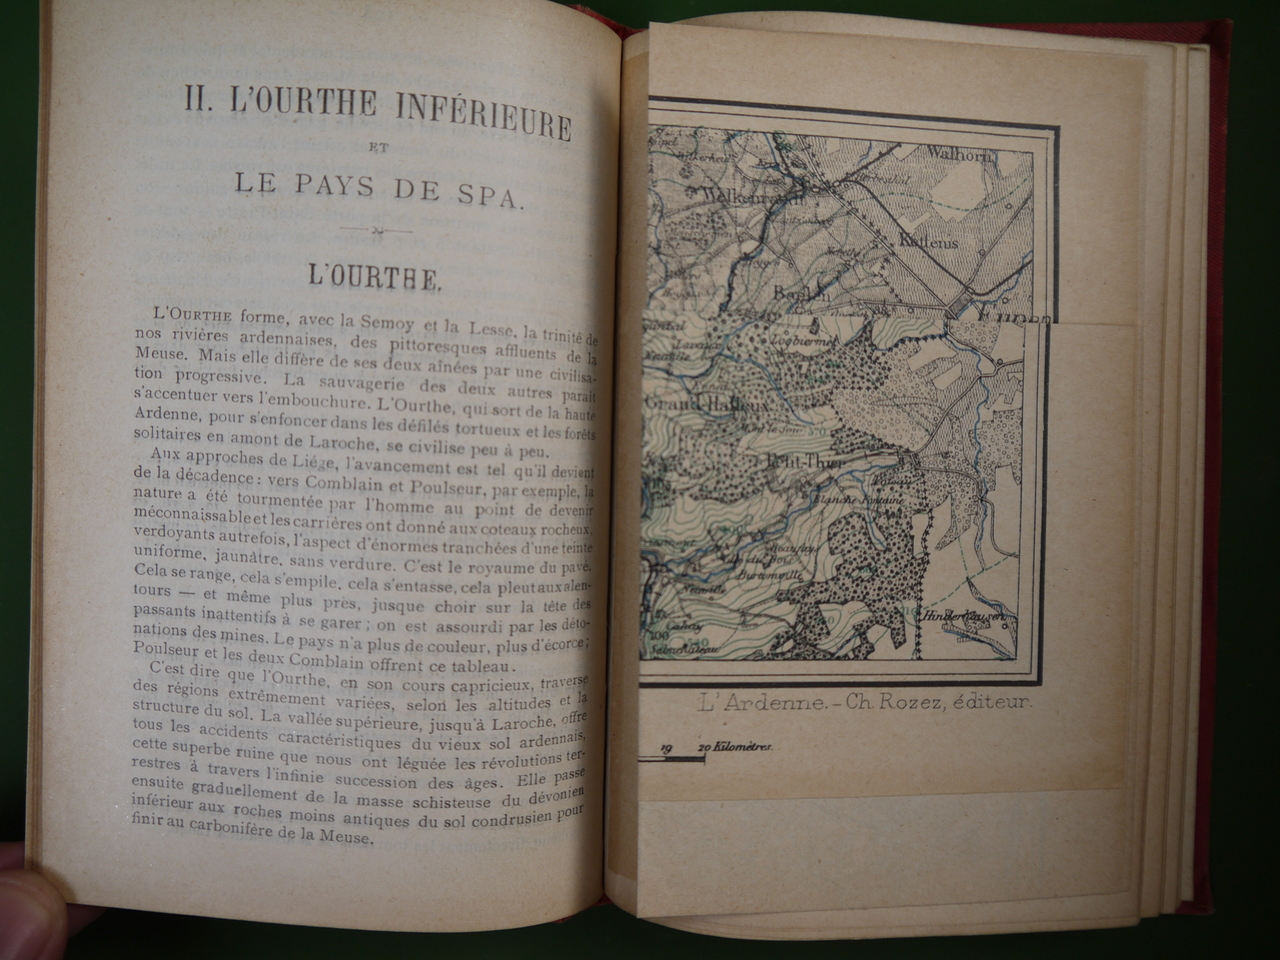 II. L'OURTHE INFÉRIEURE
ET
LE PAYS DE SPA.
L'OURTHE.
L'OURTHE forme, avec la Semoy et la Lesse, la trinité de
nos rivières ardennaises, des pittoresques affluents de la
Meuse. Mais elle diffère de ses deux aînées par une civilisa-
tion progressive. La sauvagerie des deux autres paraît
s'accentuer vers l'embouchure. L'Ourthe, qui sort de la haute
Ardenne, pour s'enfoncer dans les défilés tortueux et les forêts
solitaires en amont de Laroche, se civilise peu à peu.
Aux approches de Liége, l'avancement est tel qu'il devient
de la décadence : vers Comblain et Poulseur, par exemple, la
nature a été tourmentée par l'homme au point de devenir
méconnaissable et les carrières ont donné aux coteaux rocheux,
verdoyants autrefois, l'aspect d'énormes tranchées d'une teinte
uniforme, jaunâtre, sans verdure. C'est le royaume du pavé.
Cela se range, cela s'empile, cela s'entasse, cela pleut aux alen-
tours — et même plus près, jusque choir sur la tête des
passants inattentifs à se garer ; on est assourdi par les déto-
nations des mines. Le pays n'a plus de couleur, plus d'écorce ;
Poulseur et les deux Comblain offrent ce tableau.
C'est dire que l'Ourthe, en son cours capricieux, traverse
des régions extrêmement variées, selon les altitudes et la
structure du sol. La vallée supérieure, jusqu'à Laroche, offre
tous les accidents caractéristiques du vieux sol ardennais,
cette superbe ruine que nous ont léguée les révolutions ter-
restres à travers l'infinie succession des âges. Elle passe
ensuite graduellement de la masse schisteuse du dévonien
inférieur aux roches moins antiques du sol condrusien pour
finir au carbonifère de la Meuse.
Walhorn
Welkenraedt
Kettenis
Baelen
Eupen
Logbiermé
Grand-Halleux
Petit-Thier
Blanche-Fontaine
Burtonville
Neuville
Hinderhausen
L'Ardenne.—Ch. Rozez, éditeur.
19 20 Kilomètres.